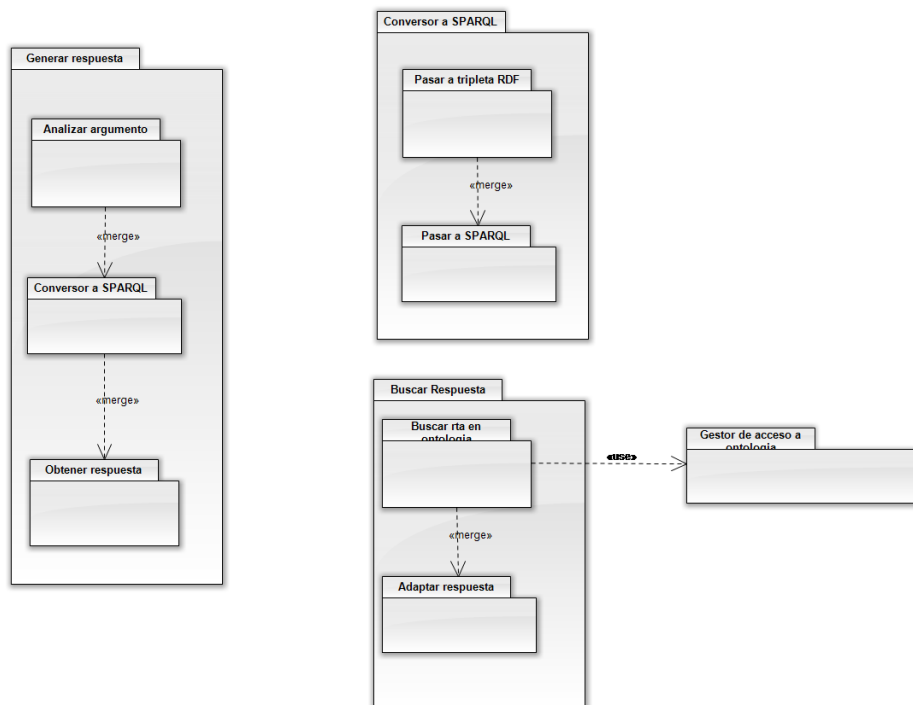 Generar respuesta
Analizar argumento
«merge»
Conversor a SPARQL
«merge»
Obtener respuesta
Conversor a SPARQL
Pasar a tripleta RDF
«merge»
Pasar a SPARQL
Buscar Respuesta
Buscar rta en
ontologia
«use»
Gestor de acceso a
ontologia
«merge»
Adaptar respuesta